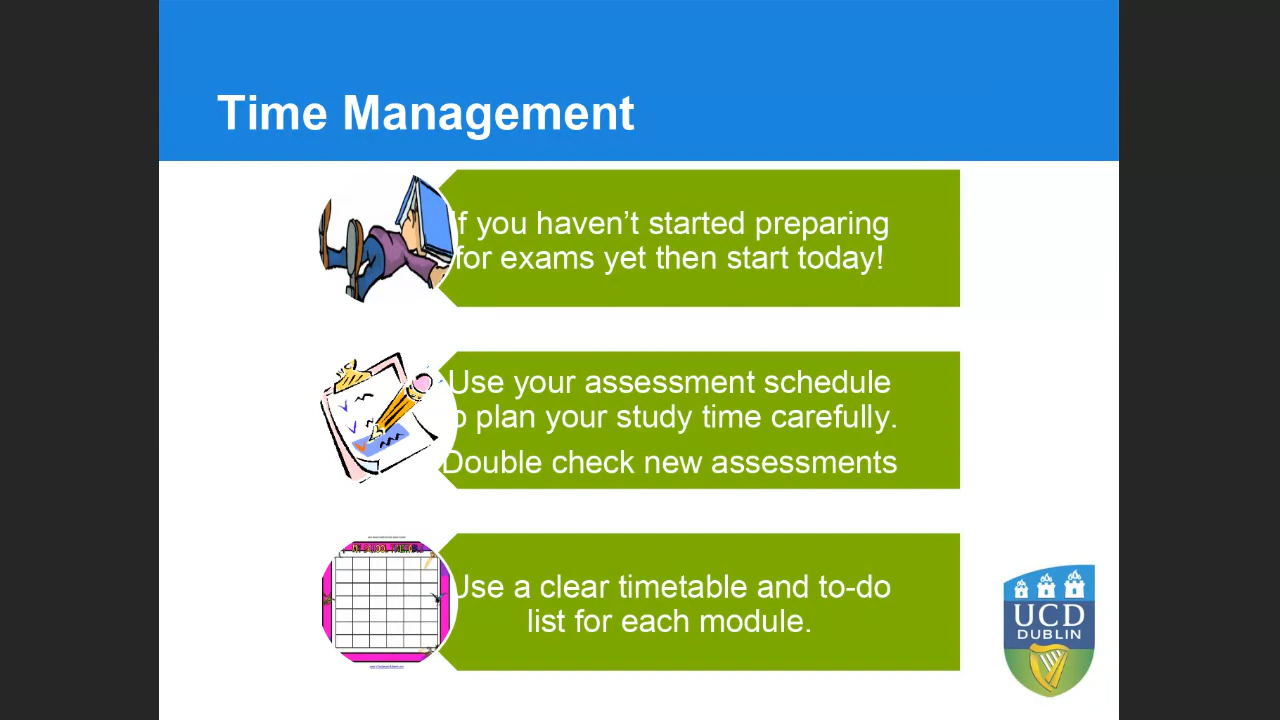 Time Management
If you haven’t started preparing
for exams yet then start today!
Use your assessment schedule
plan your study time carefully.
Double check new assessments
Use a clear timetable and to-do
list for each module.
UCD
DUBLIN